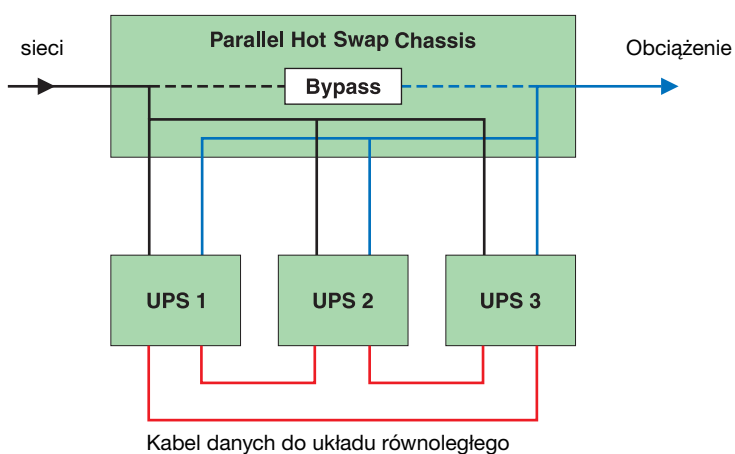 Parallel Hot Swap Chassis
sieci
Obciążenie
Bypass
UPS 1
UPS 2
UPS 3
Kabel danych do układu równoległego